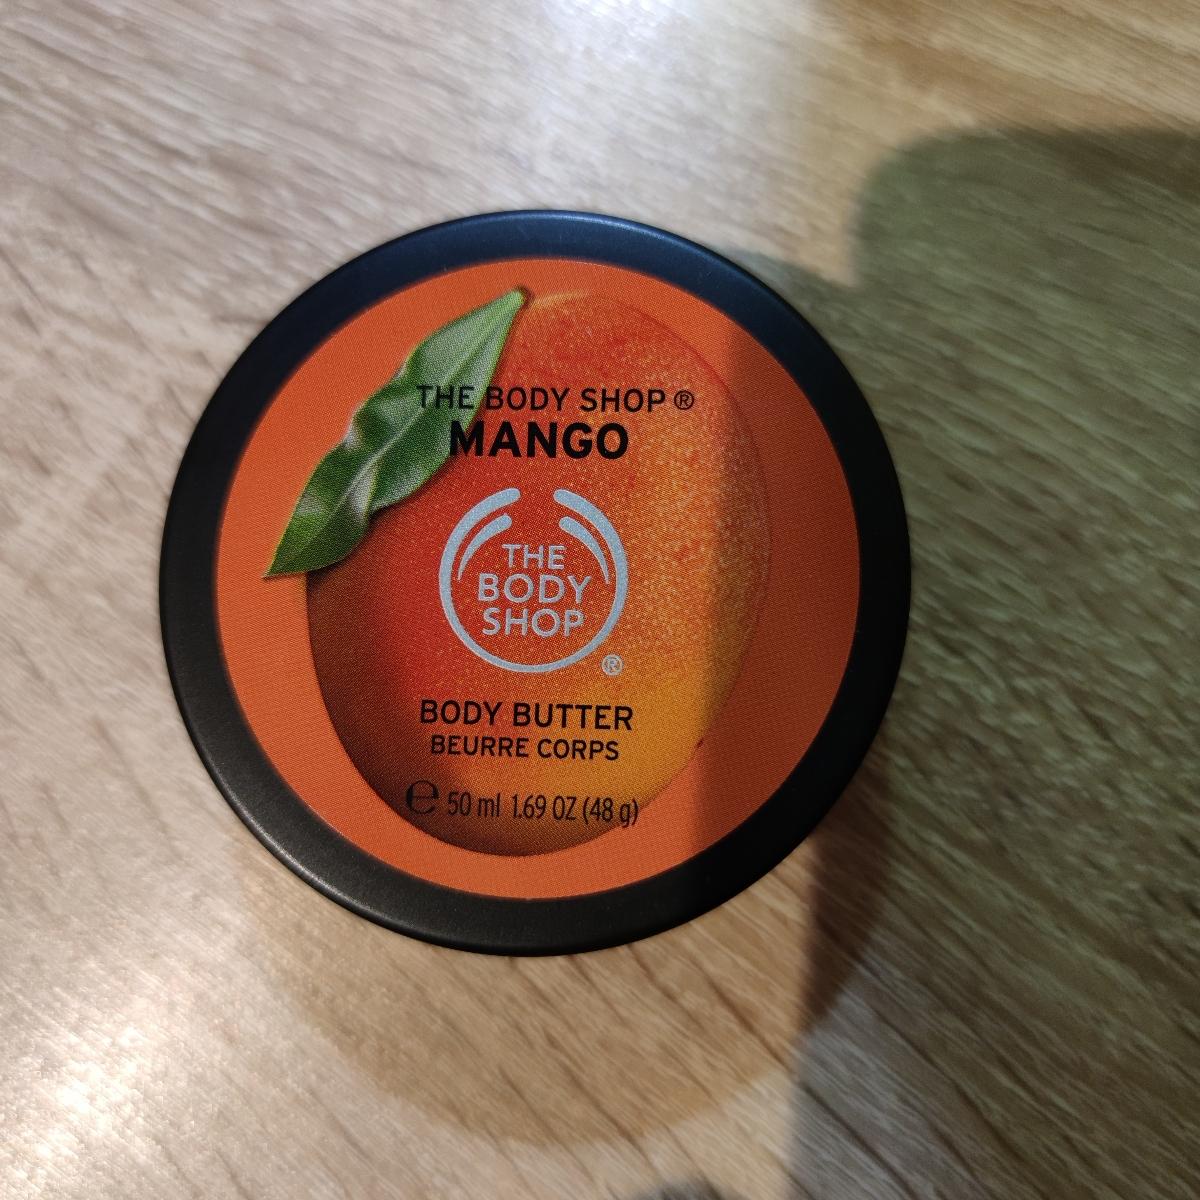 THE BODY SHOP ®
MANGO
THE
BODY
SHOP
®
BODY BUTTER
BEURRE CORPS
℮ 50 ml 1.69 OZ (48 g)